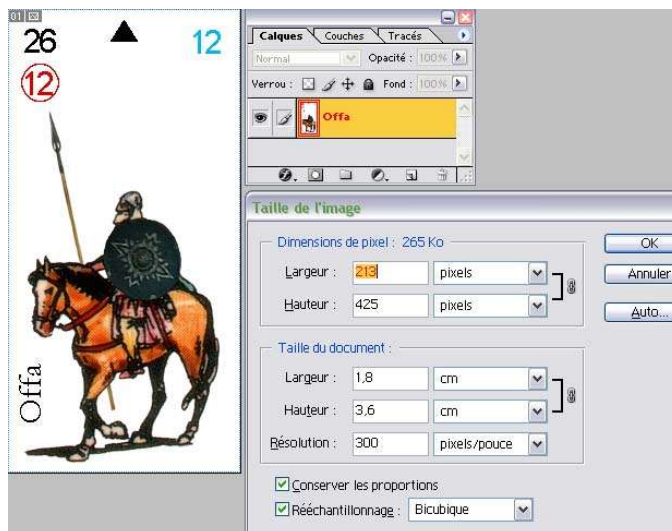 01
26
12
12
Offa
Calques Couches Tracés
Normal Opacité : 100%
Verrou : Fond : 100%
Offa
Taille de l'image
Dimensions de pixel : 265 Ko
Largeur : 213 pixels
Hauteur : 425 pixels
Taille du document :
Largeur : 1,8 cm
Hauteur : 3,6 cm
Résolution : 300 pixels/pouce
Conserver les proportions
Rééchantillonnage : Bicubique
OK
Annuler
Auto...